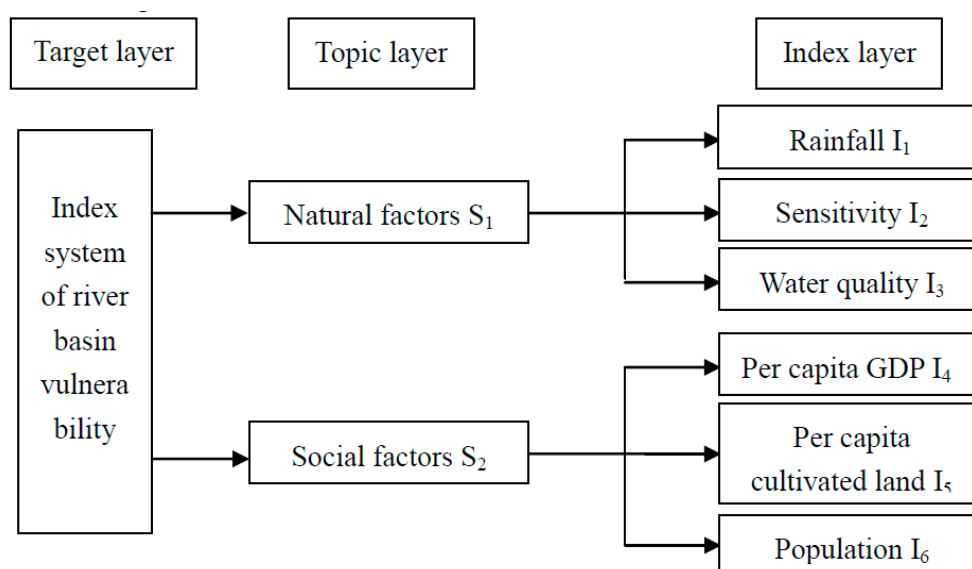 Target layer
Topic layer
Index layer
Index
system
of river
basin
vulnera
bility
Natural factors S₁
Social factors S₂
Rainfall I₁
Sensitivity I₂
Water quality I₃
Per capita GDP I₄
Per capita
cultivated land I₅
Population I₆